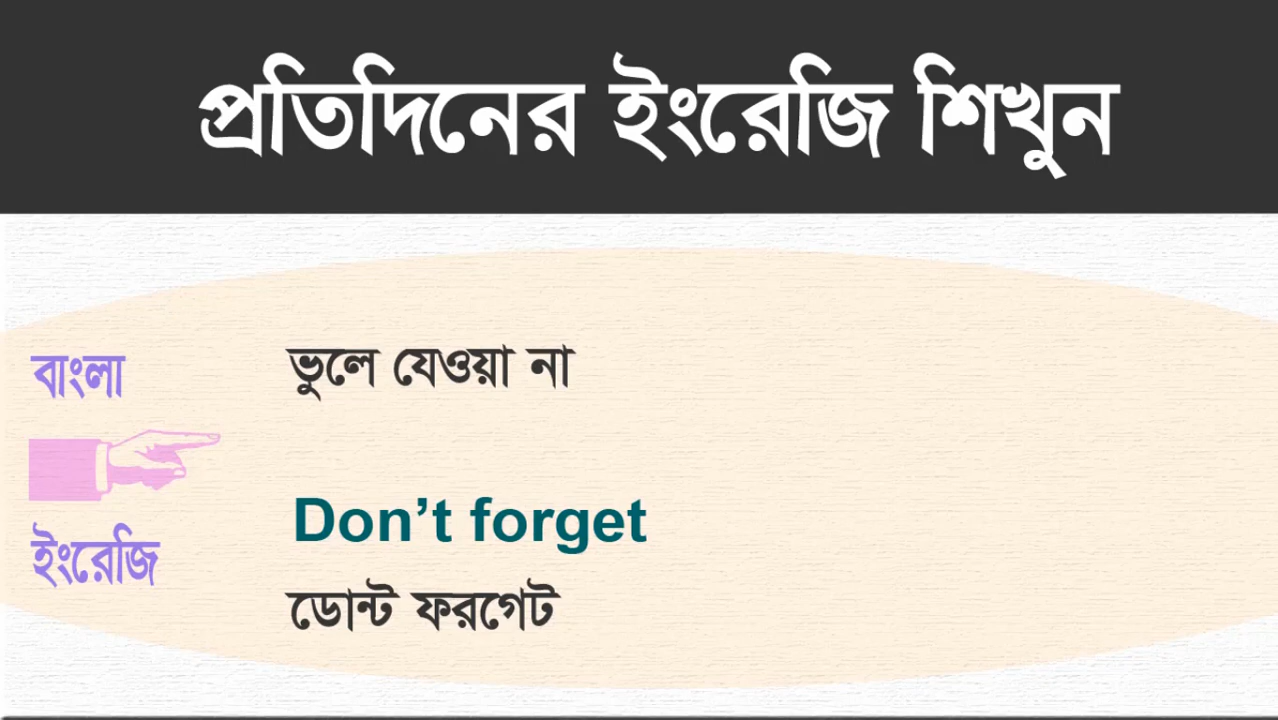 প্রতিদিনের ইংরেজি শিখুন
বাংলা
ভুলে যেওয়া না
Don’t forget
ইংরেজি
ডোন্ট ফরগেট